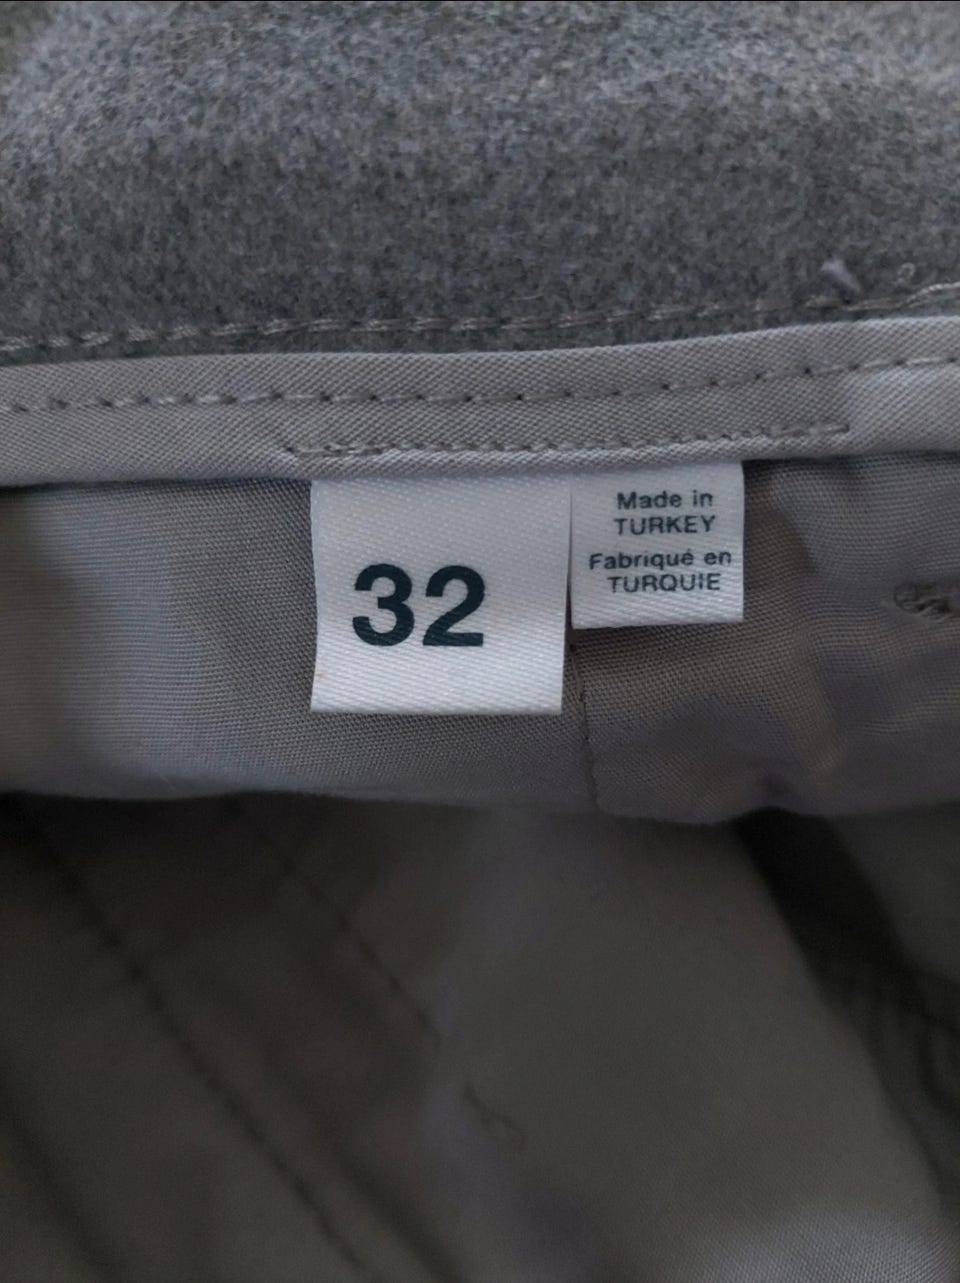 32
Made in
TURKEY
Fabriqué en
TURQUIE